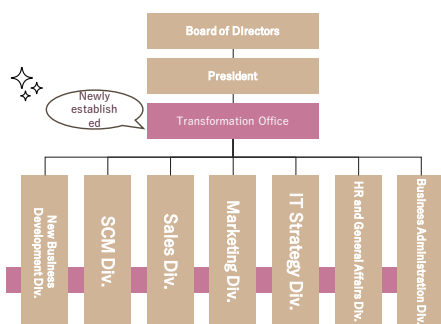 Board of Directors
President
Newly
establish
ed
Transformation Office
New Business
Development Div.
SCM Div.
Sales Div.
Marketing Div.
IT Strategy Div.
HR and General Affairs Div.
Business Administration Div.